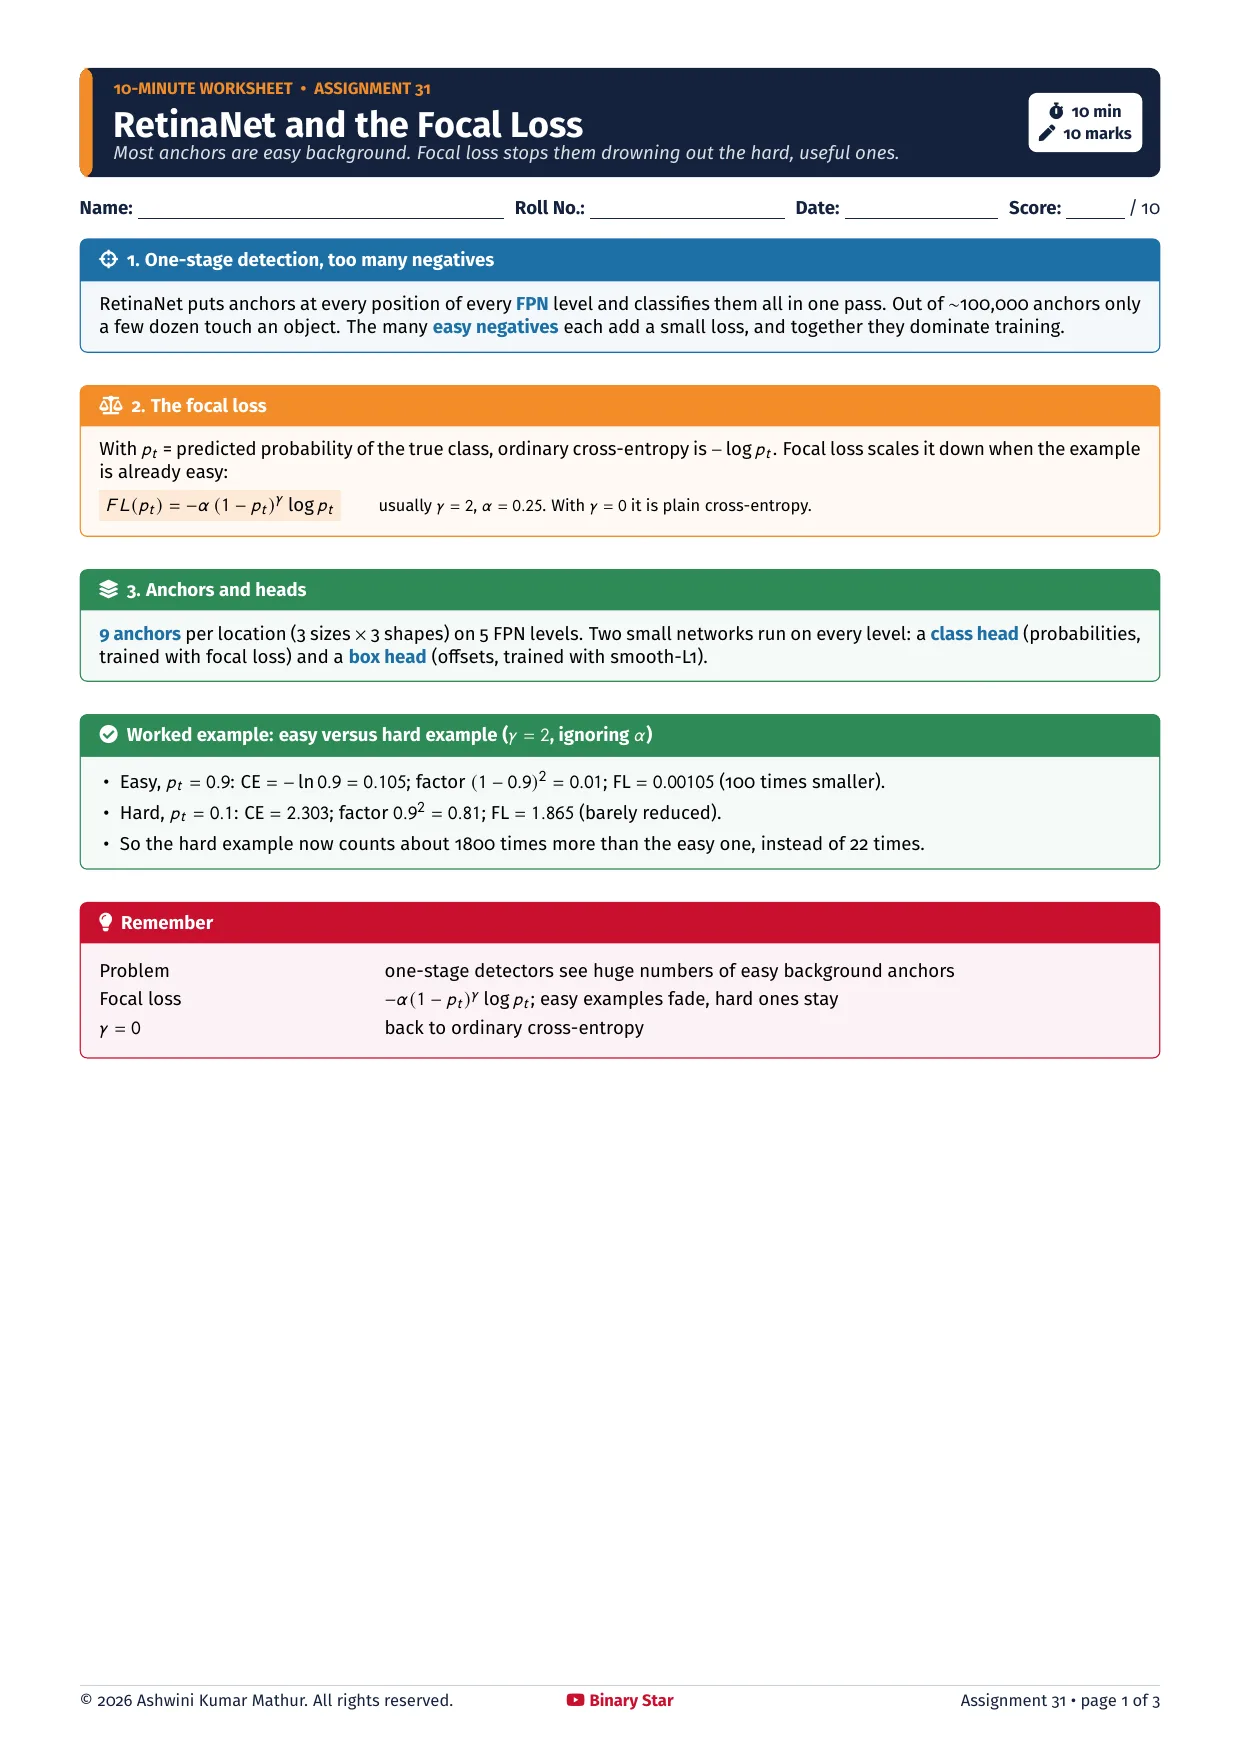 10-MINUTE WORKSHEET • ASSIGNMENT 31
RetinaNet and the Focal Loss
Most anchors are easy background. Focal loss stops them drowning out the hard, useful ones.
10 min
10 marks
Name: Roll No.: Date: Score: / 10
1. One-stage detection, too many negatives
RetinaNet puts anchors at every position of every FPN level and classifies them all in one pass. Out of ~100,000 anchors only
a few dozen touch an object. The many easy negatives each add a small loss, and together they dominate training.
2. The focal loss
With pₜ = predicted probability of the true class, ordinary cross-entropy is − log pₜ. Focal loss scales it down when the example
is already easy:
FL(pₜ) = −α (1 − pₜ)^γ log pₜ usually γ = 2, α = 0.25. With γ = 0 it is plain cross-entropy.
3. Anchors and heads
9 anchors per location (3 sizes × 3 shapes) on 5 FPN levels. Two small networks run on every level: a class head (probabilities,
trained with focal loss) and a box head (offsets, trained with smooth-L1).
Worked example: easy versus hard example (γ = 2, ignoring α)
• Easy, pₜ = 0.9: CE = − ln 0.9 = 0.105; factor (1 − 0.9)² = 0.01; FL = 0.00105 (100 times smaller).
• Hard, pₜ = 0.1: CE = 2.303; factor 0.9² = 0.81; FL = 1.865 (barely reduced).
• So the hard example now counts about 1800 times more than the easy one, instead of 22 times.
Remember
Problem one-stage detectors see huge numbers of easy background anchors
Focal loss −α(1 − pₜ)^γ log pₜ; easy examples fade, hard ones stay
γ = 0 back to ordinary cross-entropy
© 2026 Ashwini Kumar Mathur. All rights reserved. Binary Star Assignment 31 • page 1 of 3